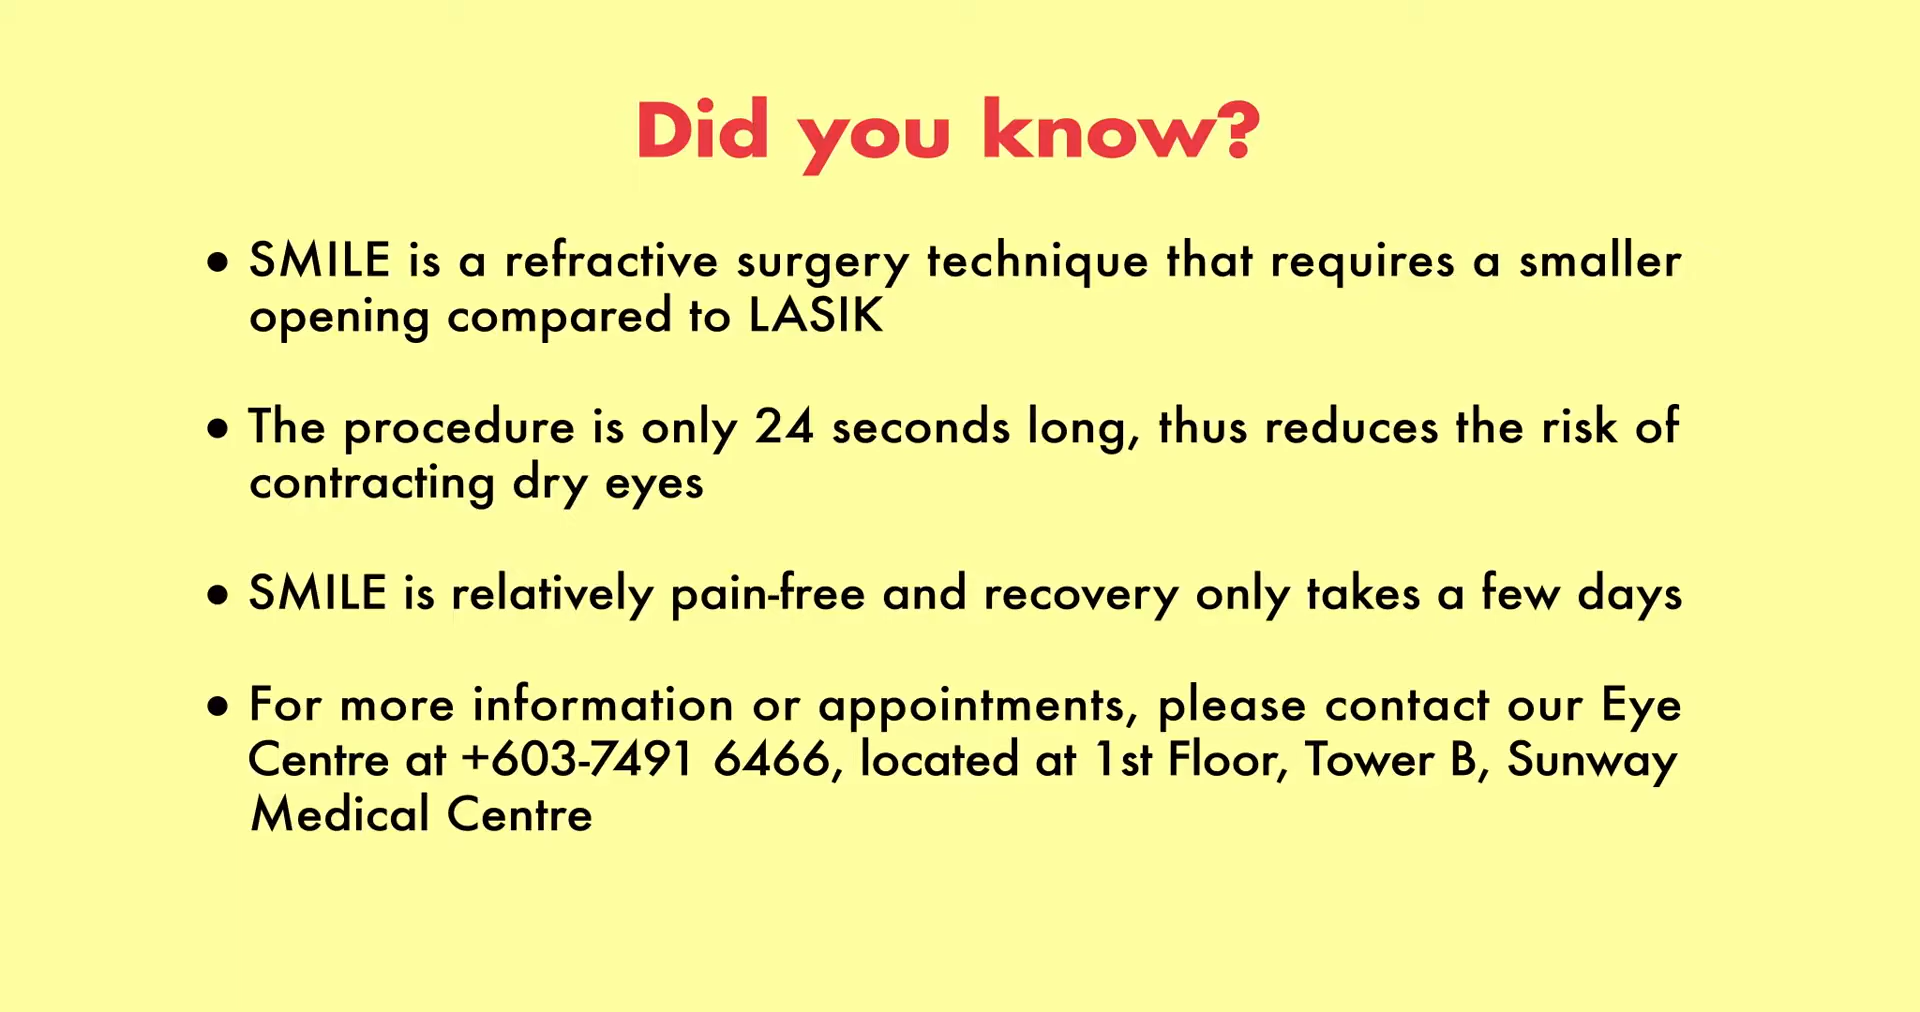 Did you know?
• SMILE is a refractive surgery technique that requires a smaller
opening compared to LASIK
• The procedure is only 24 seconds long, thus reduces the risk of
contracting dry eyes
• SMILE is relatively pain-free and recovery only takes a few days
• For more information or appointments, please contact our Eye
Centre at +603-7491 6466, located at 1st Floor, Tower B, Sunway
Medical Centre